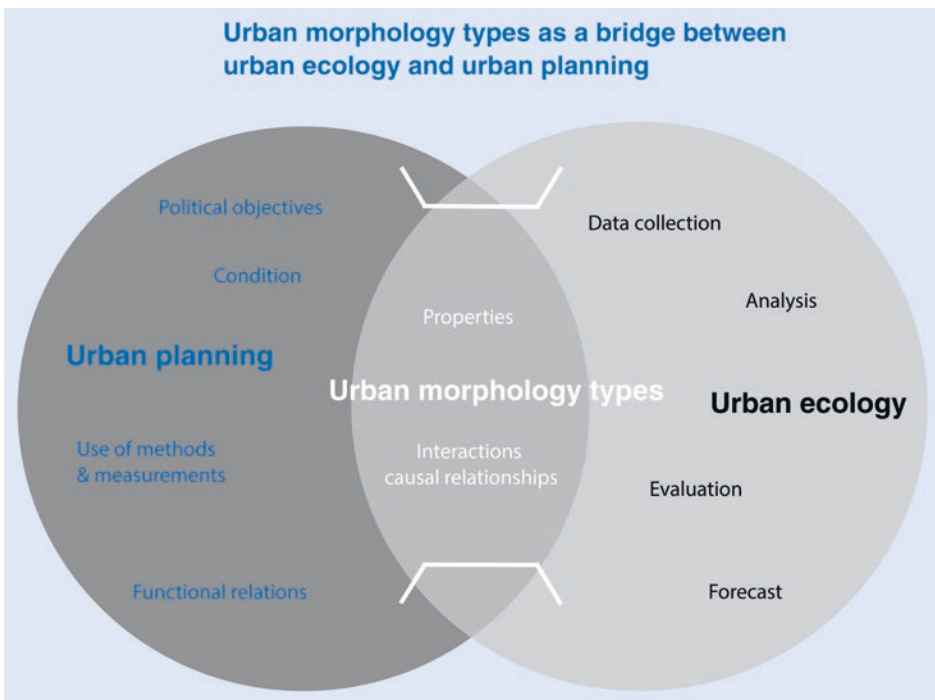 Urban morphology types as a bridge between
urban ecology and urban planning
Political objectives
Condition
Urban planning
Use of methods
& measurements
Functional relations
Properties
Urban morphology types
Interactions
causal relationships
Data collection
Analysis
Urban ecology
Evaluation
Forecast